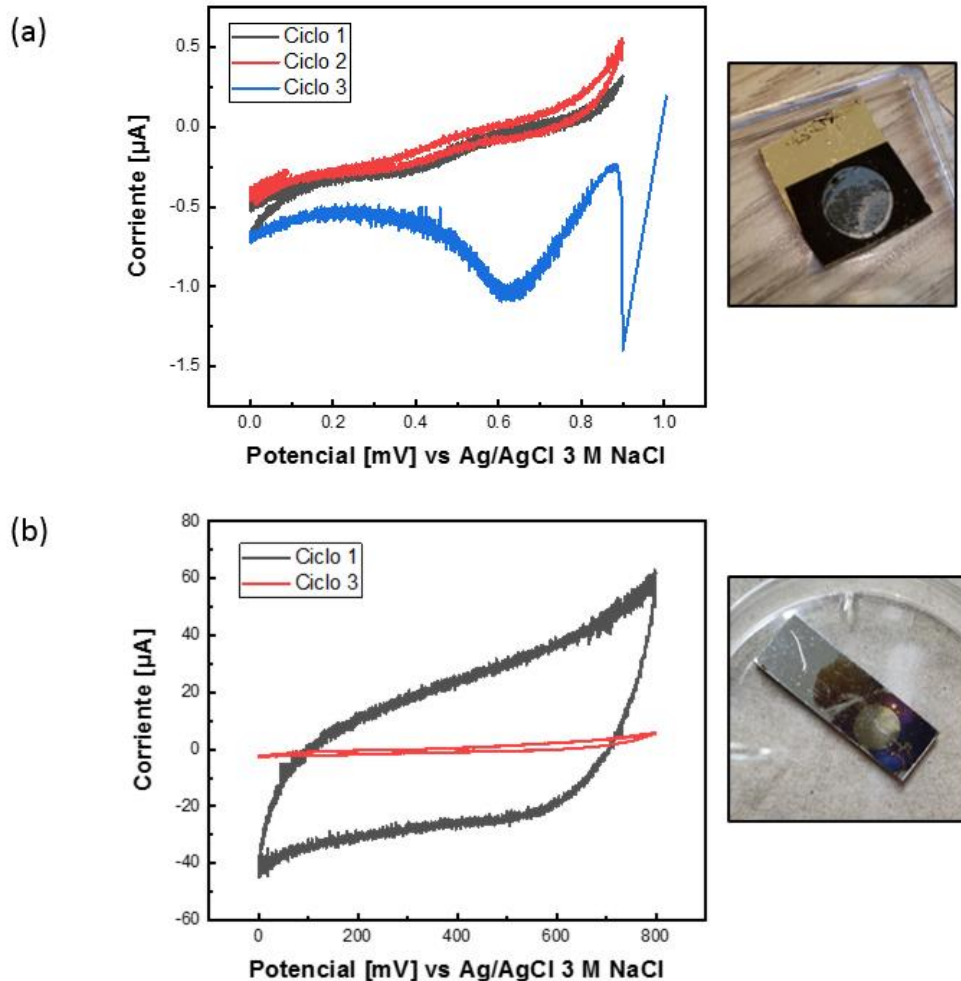 (a)
Ciclo 1
Ciclo 2
Ciclo 3
0.5
0.0
-0.5
-1.0
-1.5
Corriente [µA]
0.0 0.2 0.4 0.6 0.8 1.0
Potencial [mV] vs Ag/AgCl 3 M NaCl
(b)
Ciclo 1
Ciclo 3
80
60
40
20
0
-20
-40
-60
Corriente [µA]
0 200 400 600 800
Potencial [mV] vs Ag/AgCl 3 M NaCl